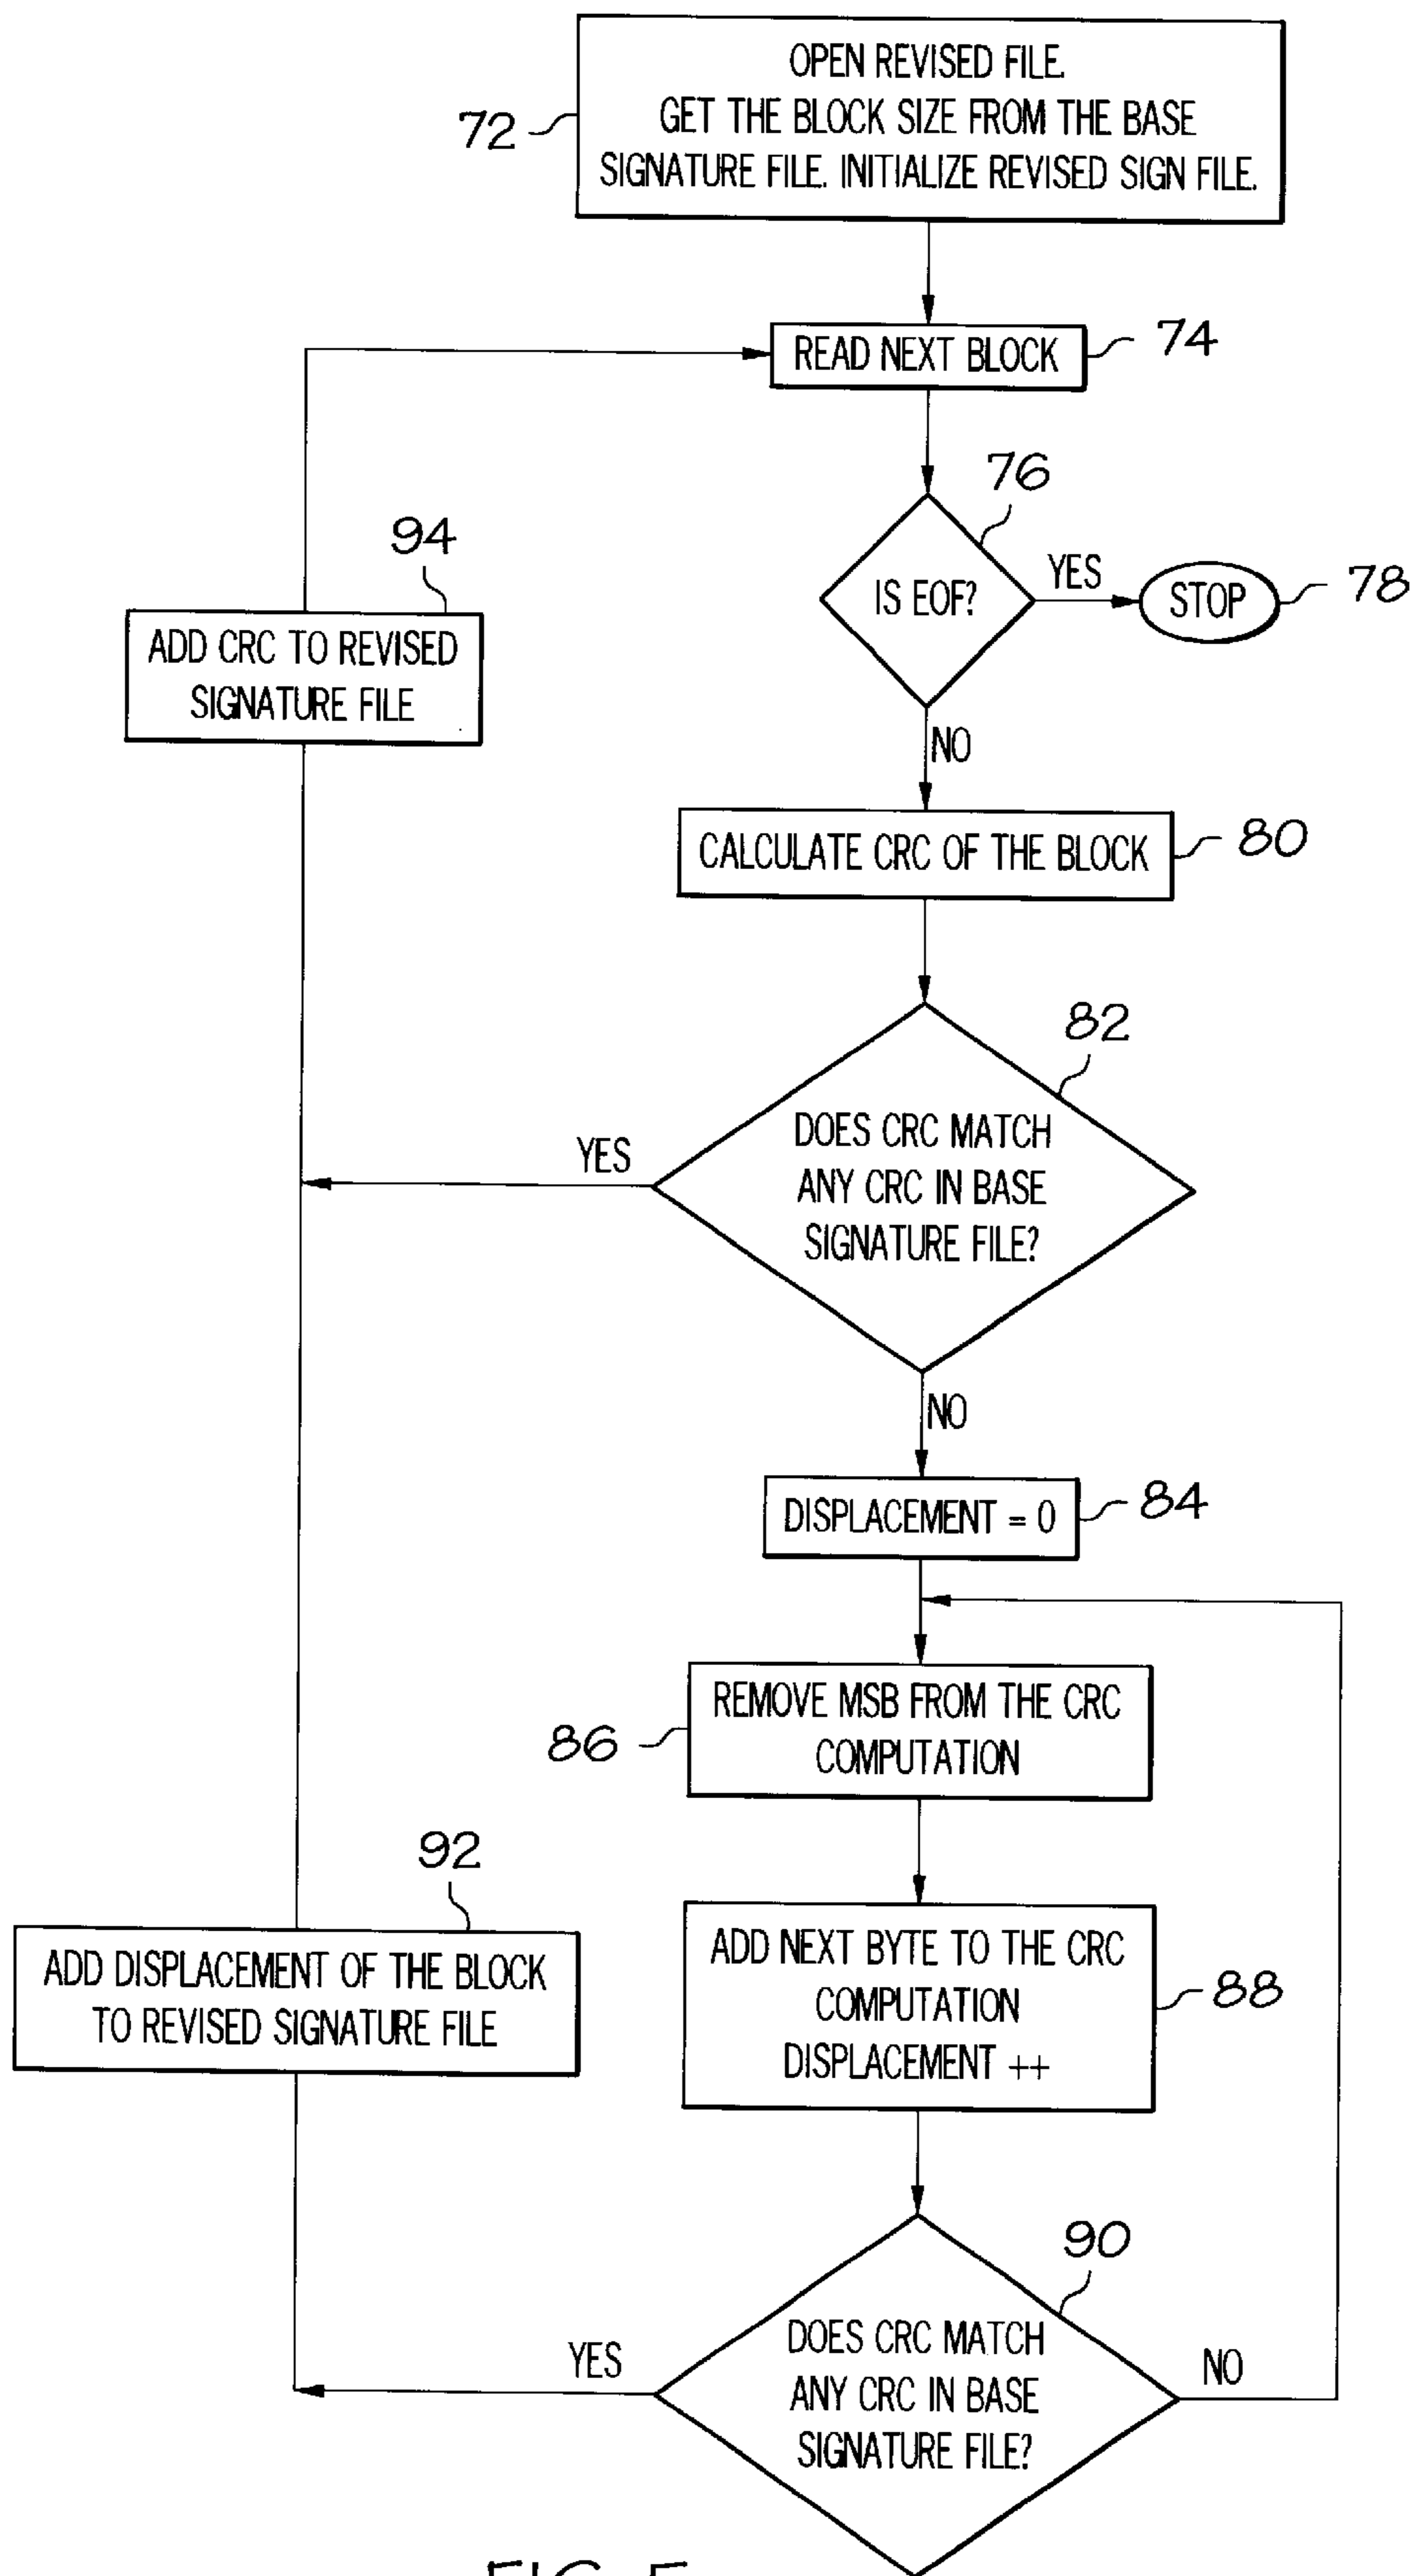 72
OPEN REVISED FILE.
GET THE BLOCK SIZE FROM THE BASE
SIGNATURE FILE. INITIALIZE REVISED SIGN FILE.
READ NEXT BLOCK
74
76
IS EOF?
YES
STOP
78
NO
94
ADD CRC TO REVISED
SIGNATURE FILE
CALCULATE CRC OF THE BLOCK
80
82
DOES CRC MATCH
ANY CRC IN BASE
SIGNATURE FILE?
YES
NO
DISPLACEMENT = 0
84
86
REMOVE MSB FROM THE CRC
COMPUTATION
92
ADD DISPLACEMENT OF THE BLOCK
TO REVISED SIGNATURE FILE
ADD NEXT BYTE TO THE CRC
COMPUTATION
DISPLACEMENT ++
88
90
DOES CRC MATCH
ANY CRC IN BASE
SIGNATURE FILE?
YES
NO